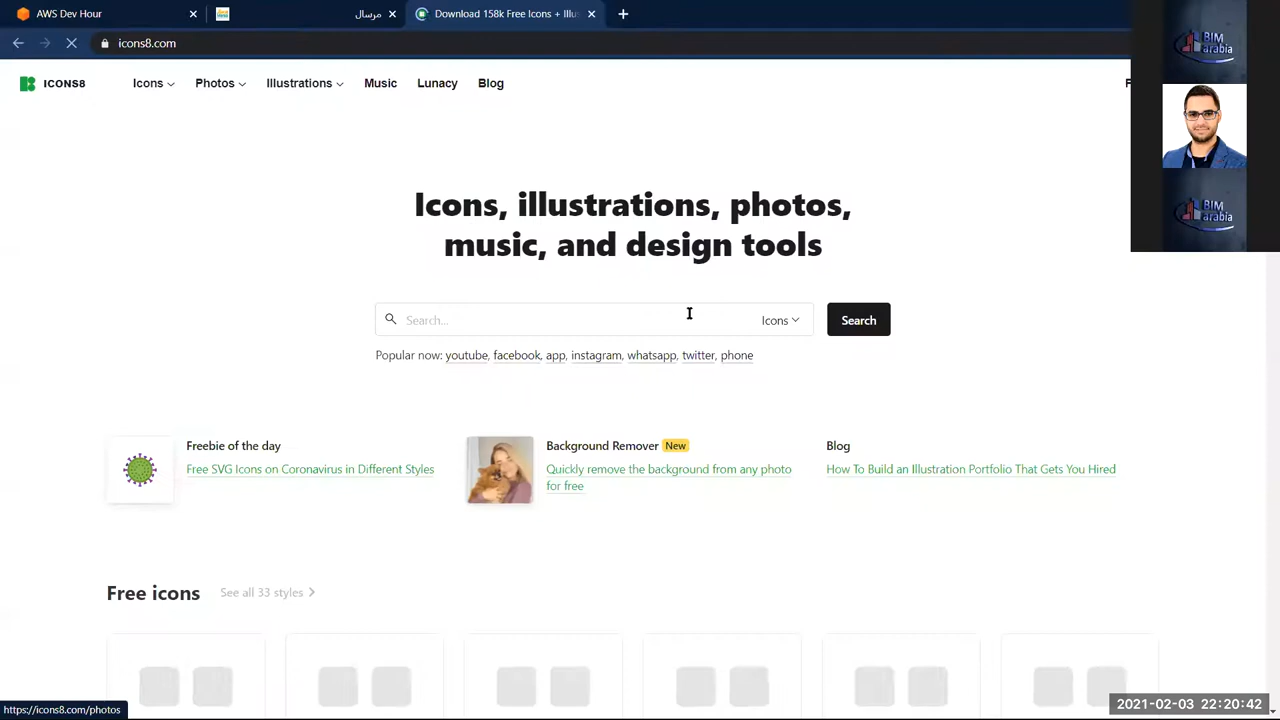 AWS Dev Hour
مرسال
Download 158k Free Icons + Illus
icons8.com
BIM
arabia
ICONS8
Icons
Photos
Illustrations
Music
Lunacy
Blog
Icons, illustrations, photos,
music, and design tools
Search...
Icons
Search
Popular now: youtube, facebook, app, instagram, whatsapp, twitter, phone
BIM
arabia
Freebie of the day
Free SVG Icons on Coronavirus in Different Styles
Background Remover New
Quickly remove the background from any photo
for free
Blog
How To Build an Illustration Portfolio That Gets You Hired
Free icons
See all 33 styles
https://icons8.com/photos
2021-02-03 22:20:42